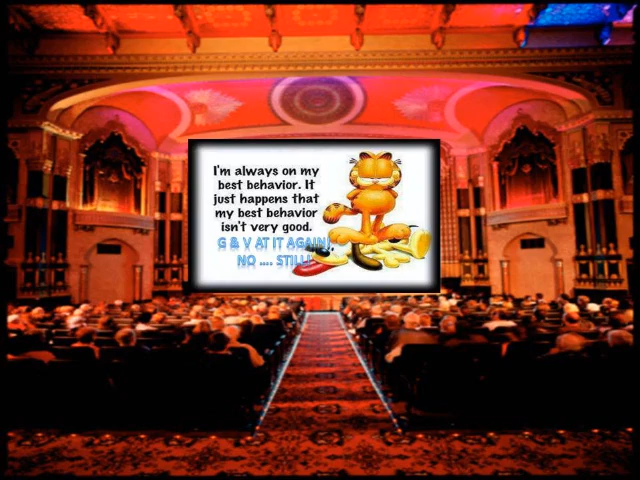 I'm always on my
best behavior. It
just happens that
my best behavior
isn't very good.
G & V AT IT AGAIN!
NO .... STILL!